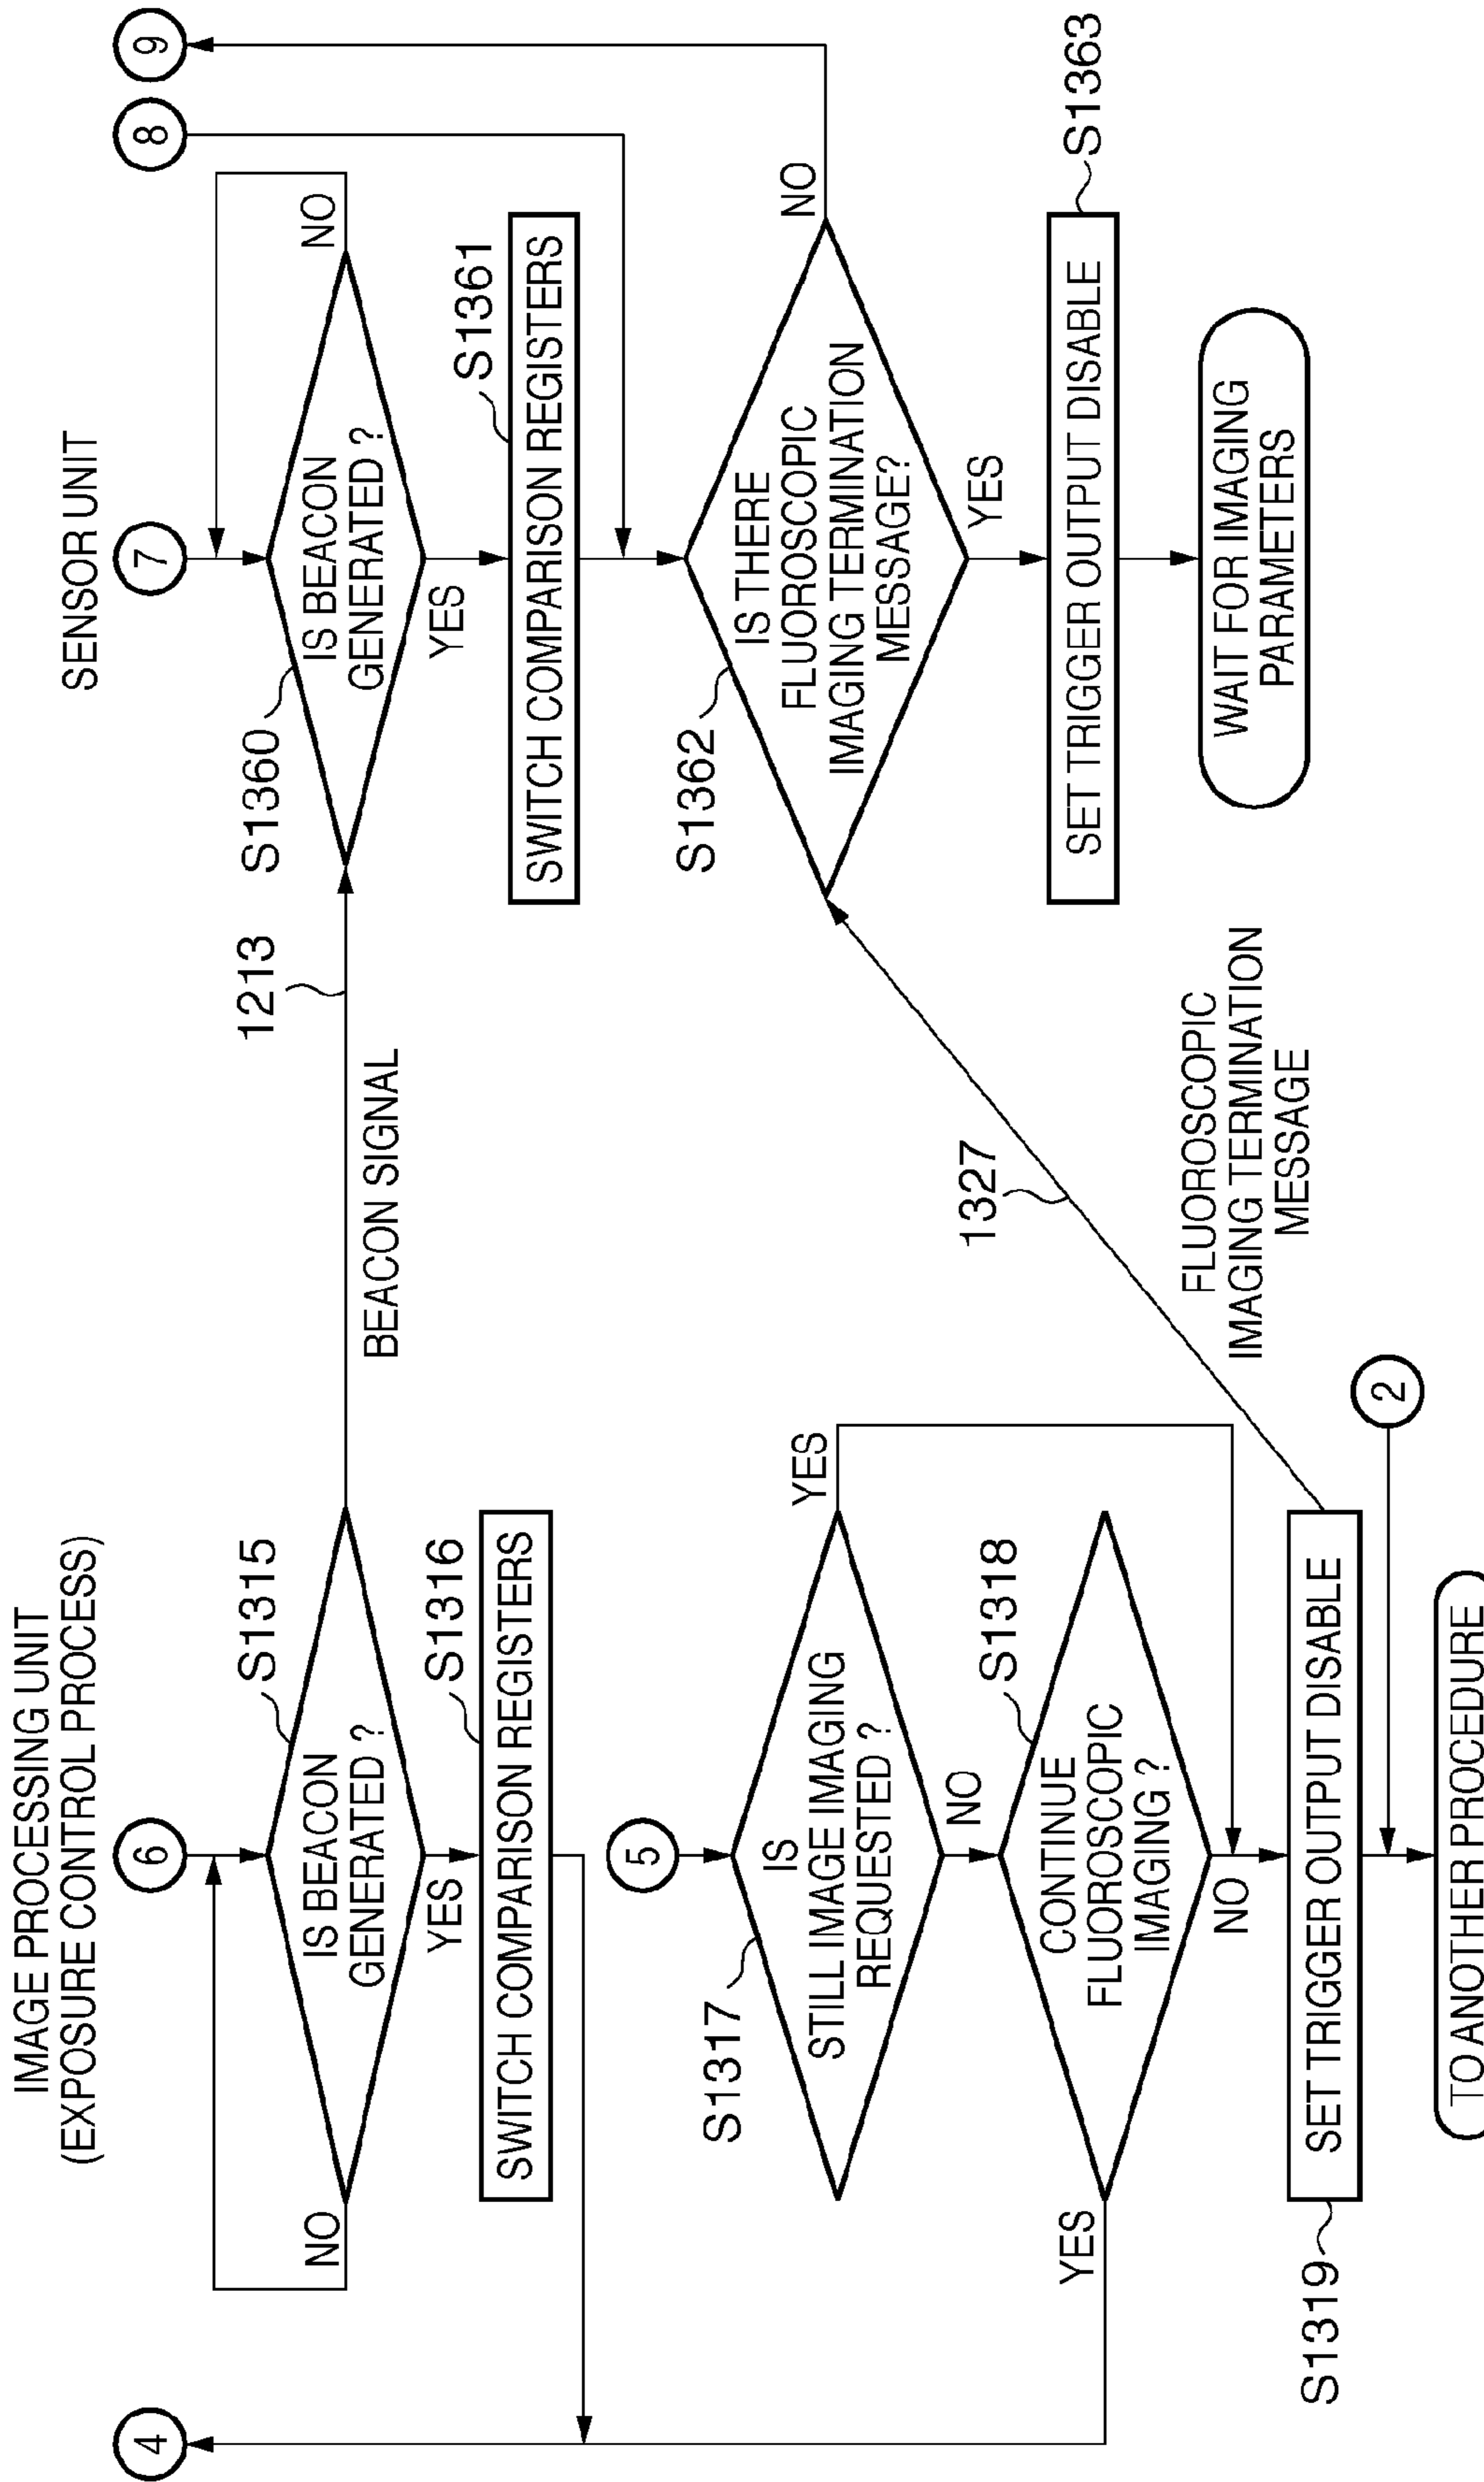 IMAGE PROCESSING UNIT
(EXPOSURE CONTROL PROCESS)
4
6
NO
IS BEACON
GENERATED ?
S1315
YES
SWITCH COMPARISON REGISTERS
S1316
5
S1317
IS
STILL IMAGE IMAGING
REQUESTED ?
YES
NO
S1318
CONTINUE
FLUOROSCOPIC
IMAGING ?
YES
NO
S1319
SET TRIGGER OUTPUT DISABLE
2
TO ANOTHER PROCEDURE
BEACON SIGNAL
1213
1327
FLUOROSCOPIC
IMAGING TERMINATION
MESSAGE
SENSOR UNIT
7
8
9
S1360
IS BEACON
GENERATED ?
NO
YES
S1361
SWITCH COMPARISON REGISTERS
S1362
IS THERE
FLUOROSCOPIC
IMAGING TERMINATION
MESSAGE?
NO
YES
SET TRIGGER OUTPUT DISABLE
S1363
WAIT FOR IMAGING
PARAMETERS